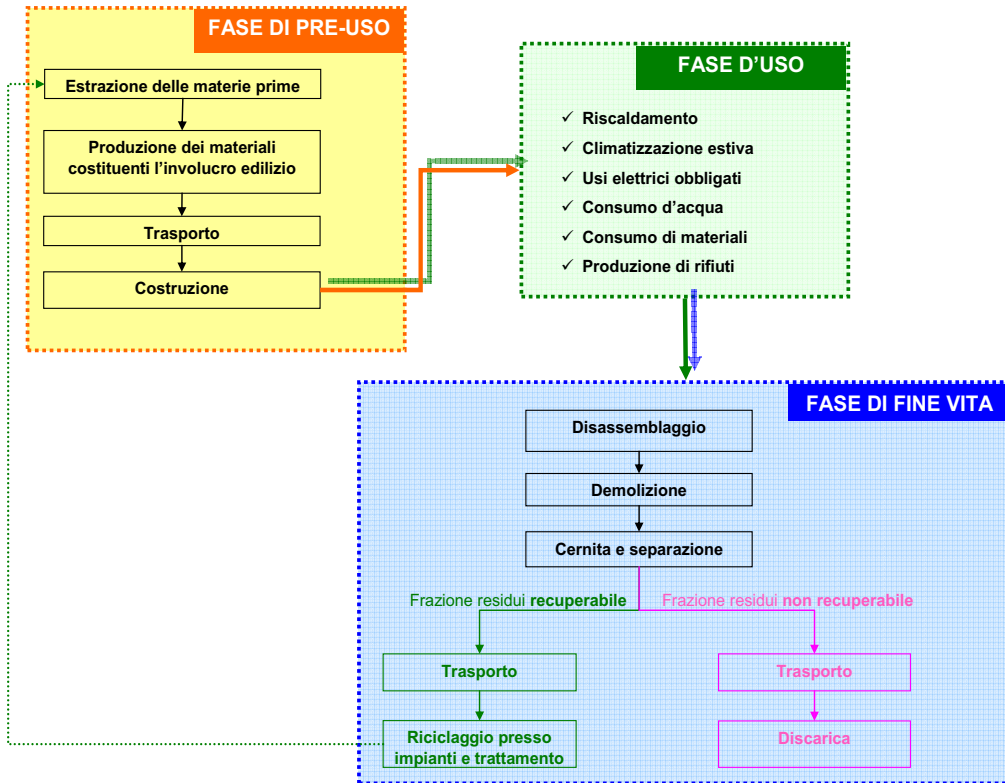 FASE DI PRE-USO
Estrazione delle materie prime
Produzione dei materiali
costituenti l'involucro edilizio
Trasporto
Costruzione
FASE D'USO
✓ Riscaldamento
✓ Climatizzazione estiva
✓ Usi elettrici obbligati
✓ Consumo d'acqua
✓ Consumo di materiali
✓ Produzione di rifiuti
FASE DI FINE VITA
Disassemblaggio
Demolizione
Cernita e separazione
Frazione residui recuperabile
Frazione residui non recuperabile
Trasporto
Trasporto
Riciclaggio presso
impianti e trattamento
Discarica